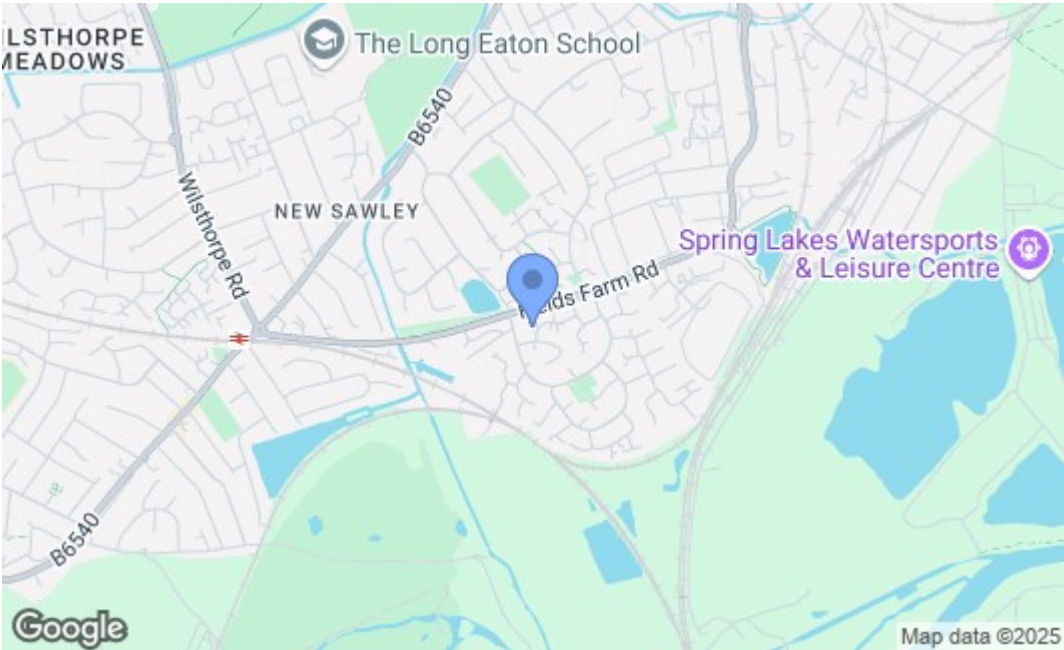 ILSTHORPE
MEADOWS
The Long Eaton School
B6540
Wilsthorpe Rd
NEW SAWLEY
Spring Lakes Watersports
& Leisure Centre
Fields Farm Rd
B6540
Google
Map data ©2025